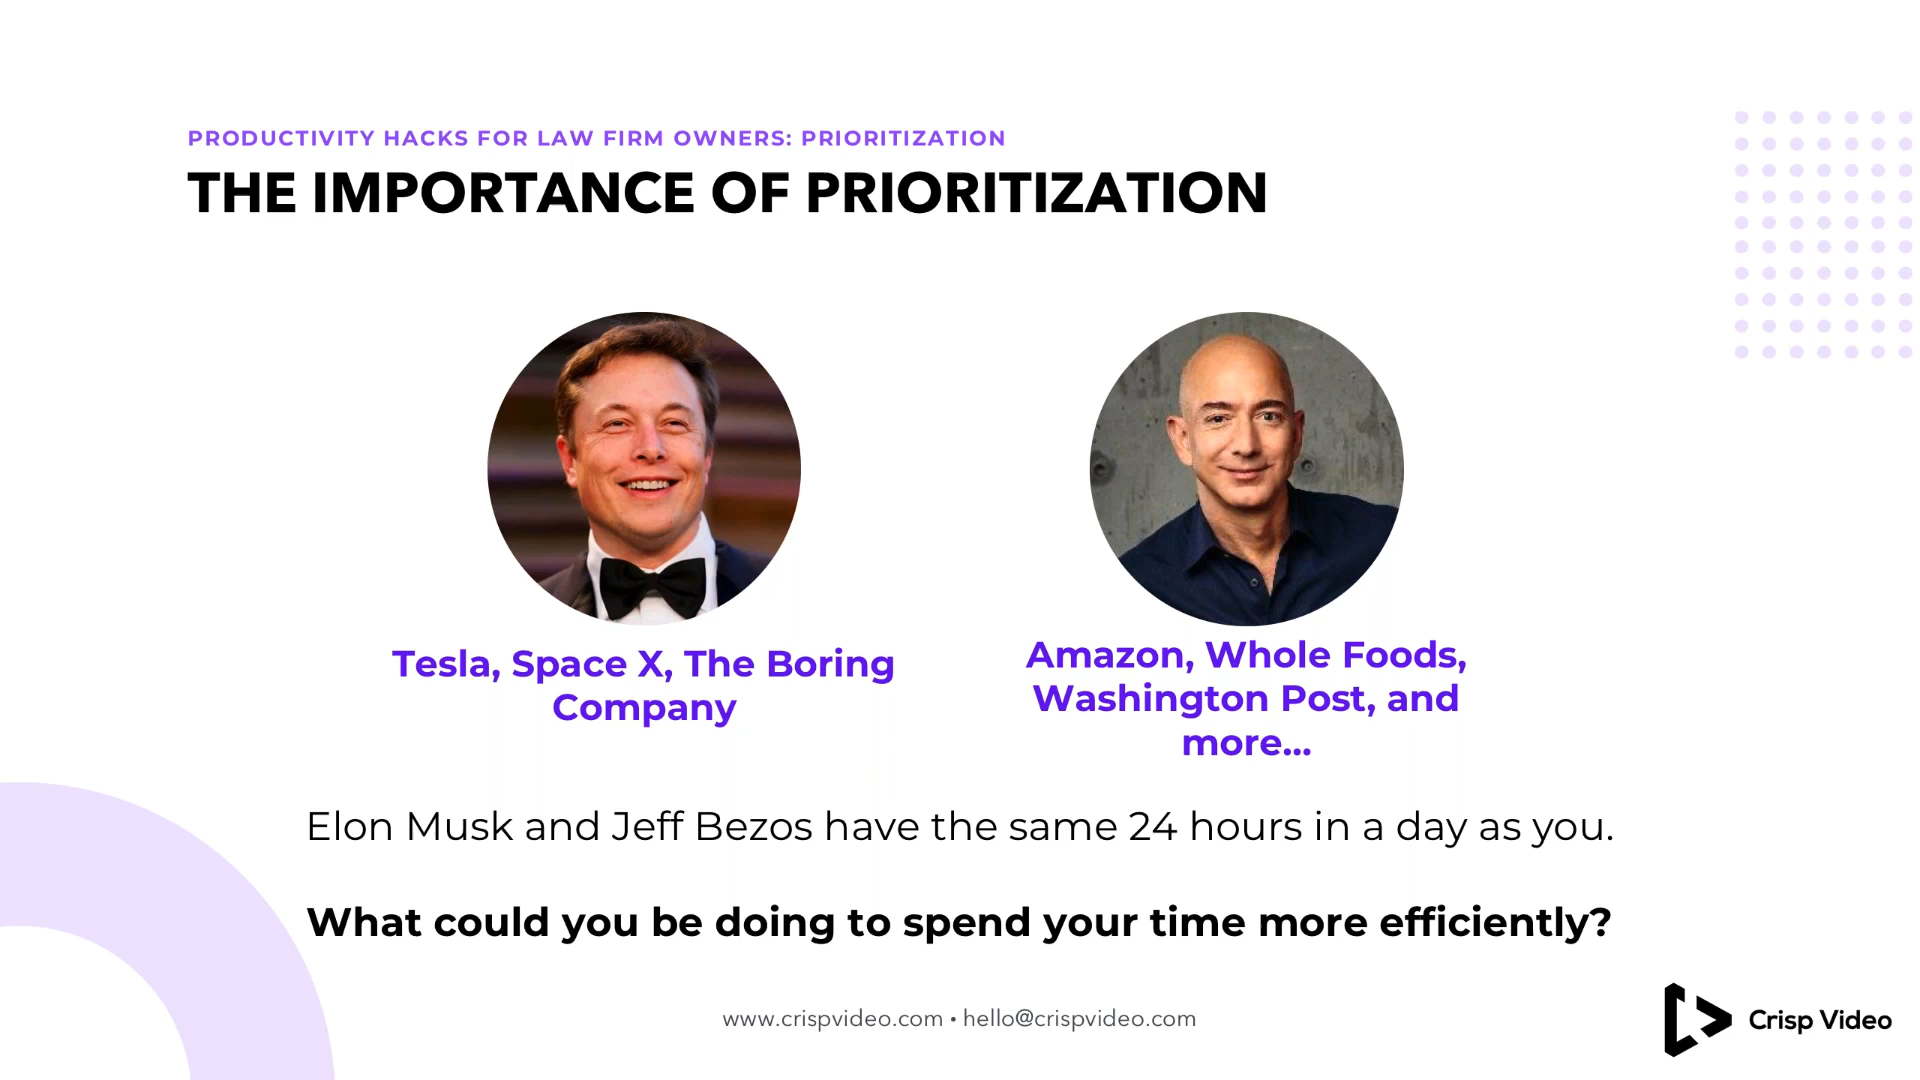 PRODUCTIVITY HACKS FOR LAW FIRM OWNERS: PRIORITIZATION
THE IMPORTANCE OF PRIORITIZATION
Tesla, Space X, The Boring
Company
Amazon, Whole Foods,
Washington Post, and
more...
Elon Musk and Jeff Bezos have the same 24 hours in a day as you.
What could you be doing to spend your time more efficiently?
www.crispvideo.com • hello@crispvideo.com
Crisp Video